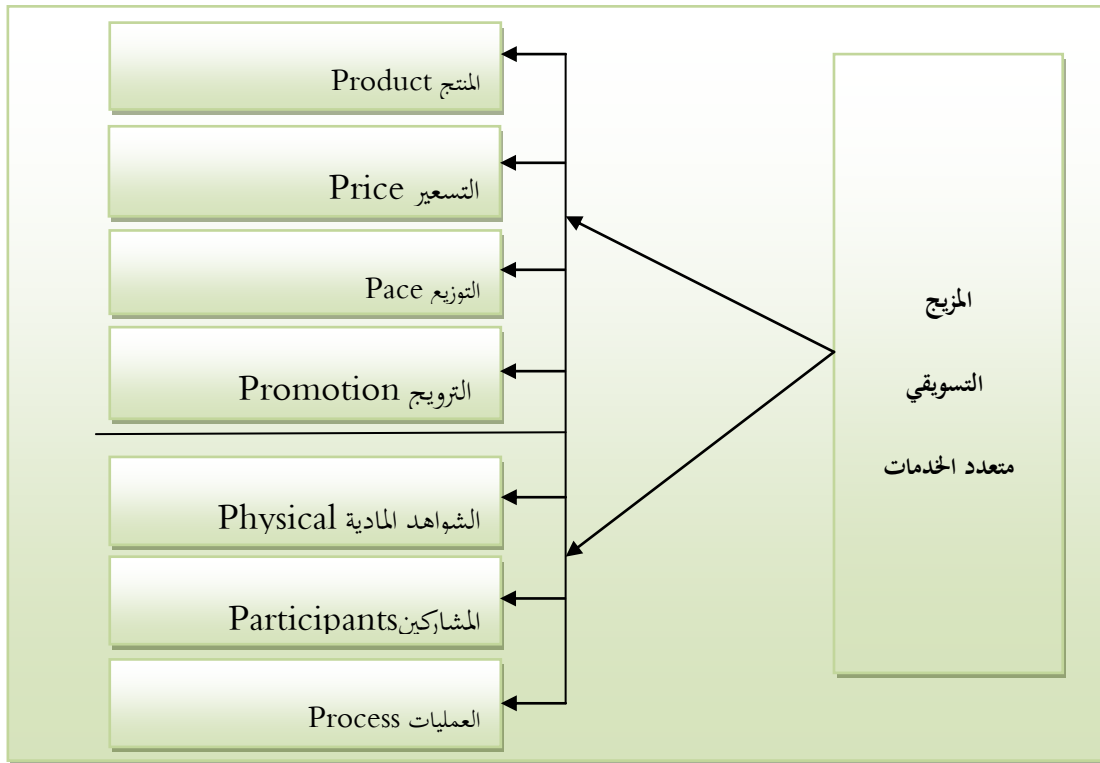 المزيج
التسويقي
متعدد الخدمات
المنتج Product
التسعير Price
التوزيع Pace
الترويج Promotion
الشواهد المادية Physical
المشاركين Participants
العمليات Process